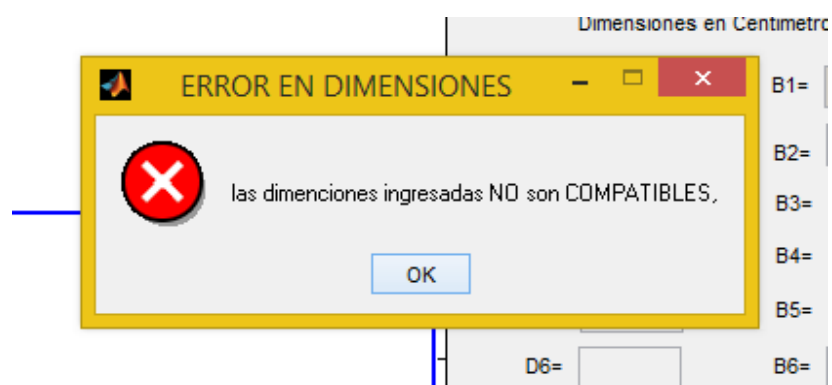 Dimensiones en Centimetro
ERROR EN DIMENSIONES
B1=
B2=
las dimenciones ingresadas NO son COMPATIBLES,
B3=
B4=
OK
B5=
D6=
B6=